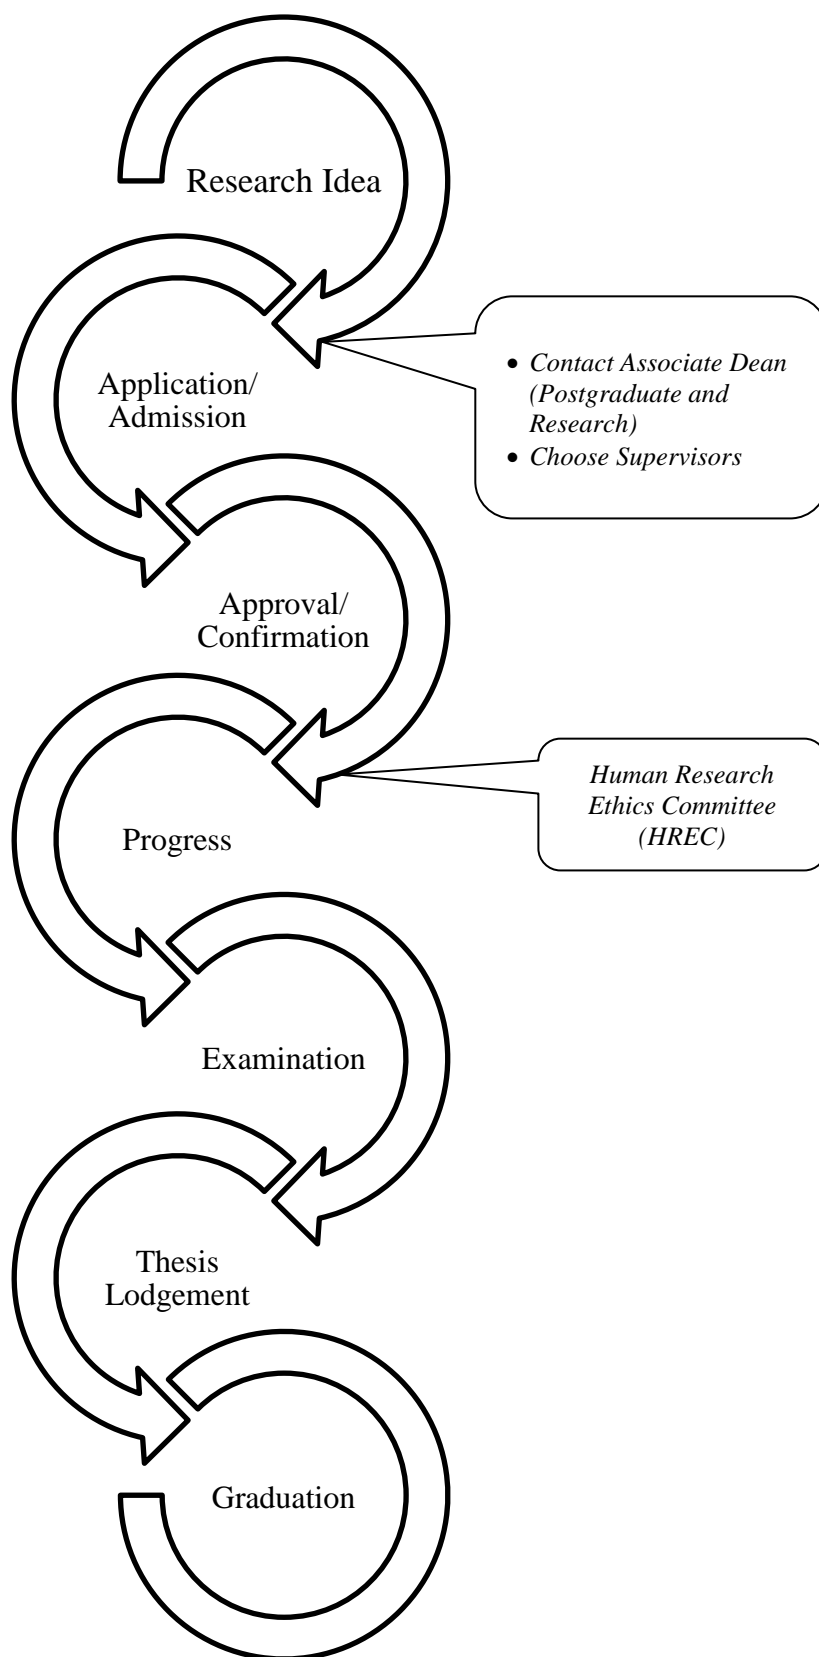 Research Idea
Application/
Admission
• Contact Associate Dean
(Postgraduate and
Research)
• Choose Supervisors
Approval/
Confirmation
Human Research
Ethics Committee
(HREC)
Progress
Examination
Thesis
Lodgement
Graduation